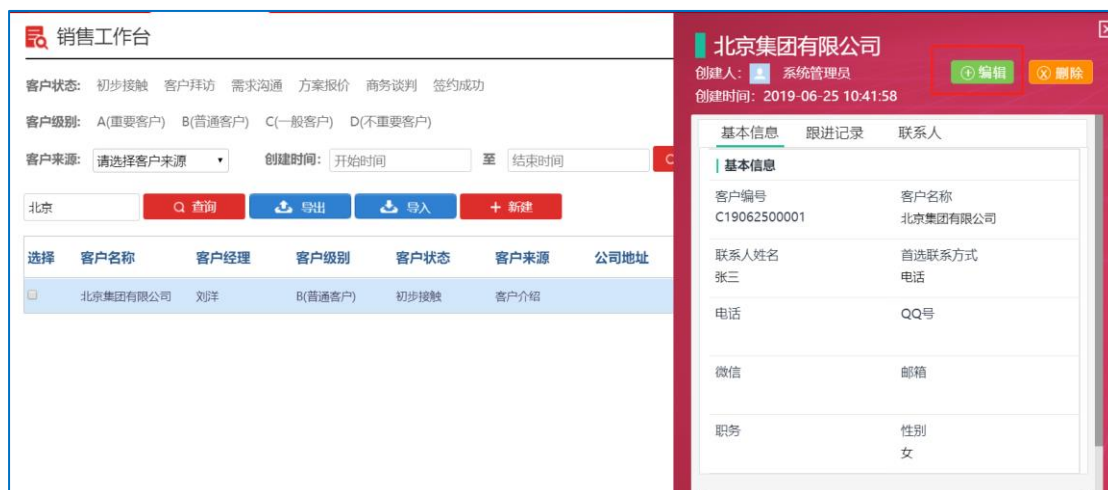 销售工作台
客户状态: 初步接触 客户拜访 需求沟通 方案报价 商务谈判 签约成功
客户级别: A(重要客户) B(普通客户) C(一般客户) D(不重要客户)
客户来源: 请选择客户来源 创建时间: 开始时间 至 结束时间
北京 查询 导出 导入 + 新建
选择 客户名称 客户经理 客户级别 客户状态 客户来源 公司地址
北京集团有限公司 刘洋 B(普通客户) 初步接触 客户介绍
北京集团有限公司
创建人: 系统管理员 编辑 删除
创建时间: 2019-06-25 10:41:58
基本信息 跟进记录 联系人
基本信息
客户编号 客户名称
C19062500001 北京集团有限公司
联系人姓名 首选联系方式
张三 电话
电话 QQ号
微信 邮箱
职务 性别
女